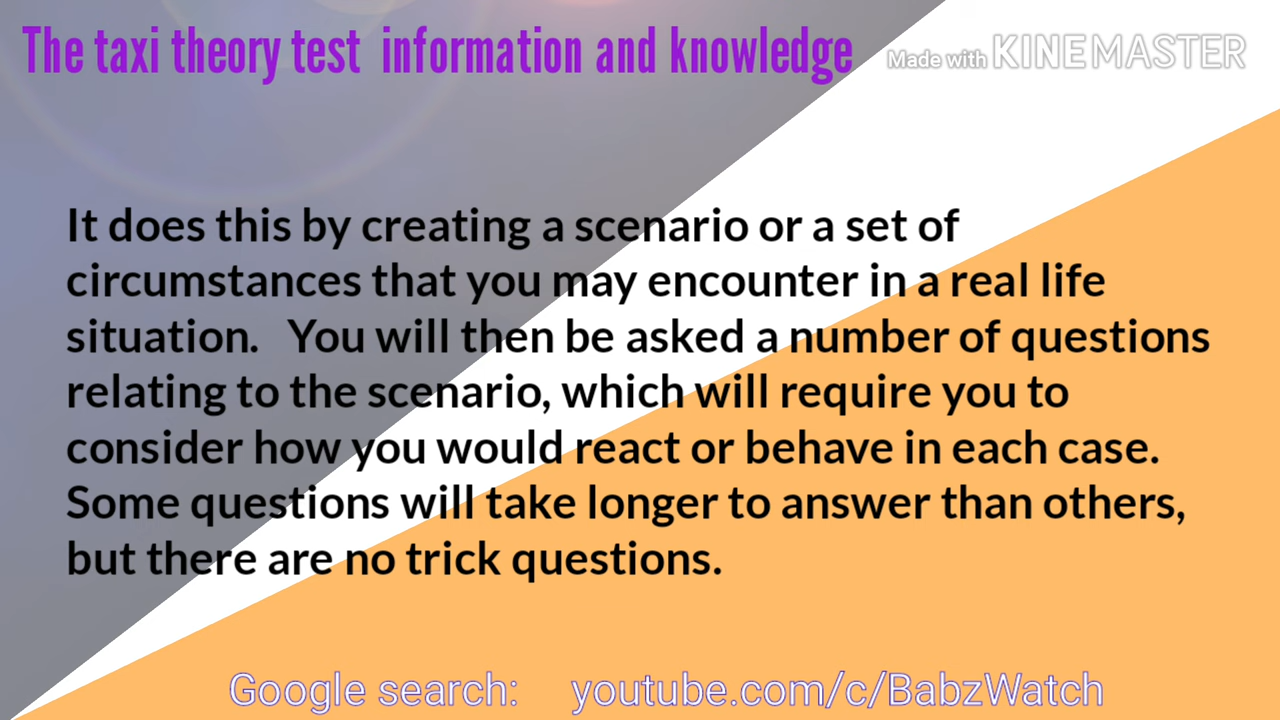 The taxi theory test information and knowledge
Made with KINEMASTER
It does this by creating a scenario or a set of
circumstances that you may encounter in a real life
situation. You will then be asked a number of questions
relating to the scenario, which will require you to
consider how you would react or behave in each case.
Some questions will take longer to answer than others,
but there are no trick questions.
Google search: youtube.com/c/BabzWatch